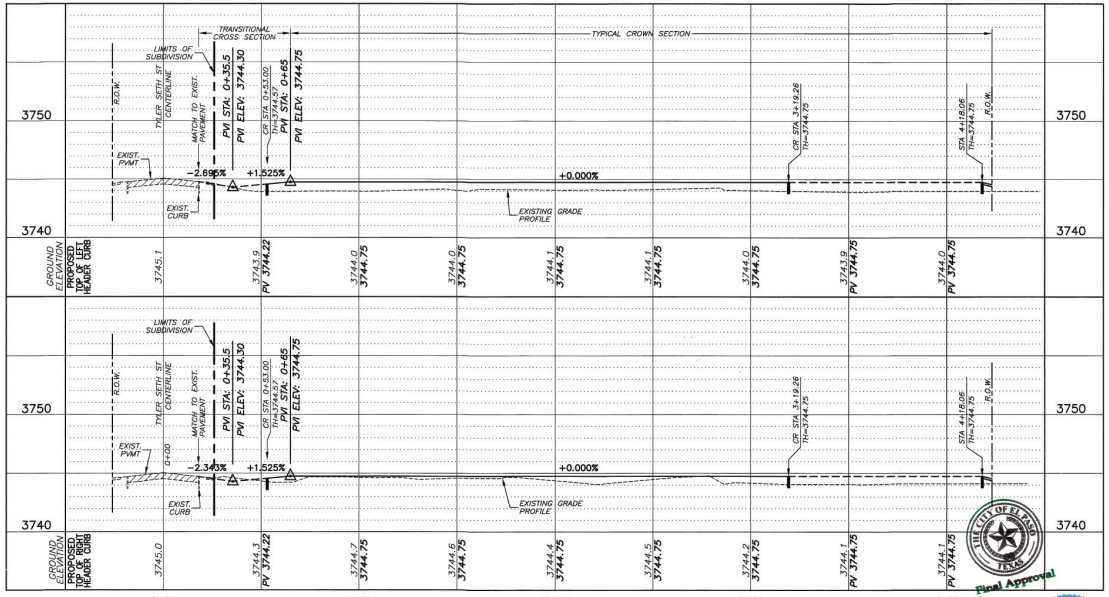 TRANSITIONAL
CROSS SECTION
TYPICAL CROWN SECTION
LIMITS OF
SUBDIVISION
R.O.W.
TYLER SETH ST
CENTERLINE
MATCH TO EXIST.
PAVEMENT
PVI STA: 0+35.5
PVI ELEV: 3744.30
CR STA 0+53.00
TH=3744.57
PVI STA: 0+65
PVI ELEV: 3744.75
CR STA 3+19.26
TH=3744.75
STA 4+18.06
TH=3744.75
R.O.W.
3750
3750
EXIST.
PVMT
-2.695%
+1.525%
+0.000%
EXIST.
CURB
EXISTING GRADE
PROFILE
3740
3740
GROUND
ELEVATION
PROPOSED
TOP OF LEFT
HEADER CURB
3745.1
3743.9
PV 3744.22
3744.0
3744.75
3744.0
3744.75
3744.1
3744.75
3744.1
3744.75
3744.0
3744.75
3743.9
PV 3744.75
3744.0
PV 3744.75
LIMITS OF
SUBDIVISION
R.O.W.
TYLER SETH ST
CENTERLINE
0+00
MATCH TO EXIST.
PAVEMENT
PVI STA: 0+35.5
PVI ELEV: 3744.30
CR STA 0+53.00
TH=3744.57
PVI STA: 0+65
PVI ELEV: 3744.75
CR STA 3+19.26
TH=3744.75
STA 4+18.06
TH=3744.75
R.O.W.
3750
3750
EXIST.
PVMT
-2.343%
+1.525%
+0.000%
EXIST.
CURB
EXISTING GRADE
PROFILE
3740
3740
GROUND
ELEVATION
PROPOSED
TOP OF RIGHT
HEADER CURB
3745.0
3744.3
PV 3744.22
3744.7
3744.75
3744.6
3744.75
3744.4
3744.75
3744.5
3744.75
3744.2
3744.75
3744.1
PV 3744.75
3744.1
PV 3744.75
THE CITY OF EL PASO
TEXAS
Final Approval